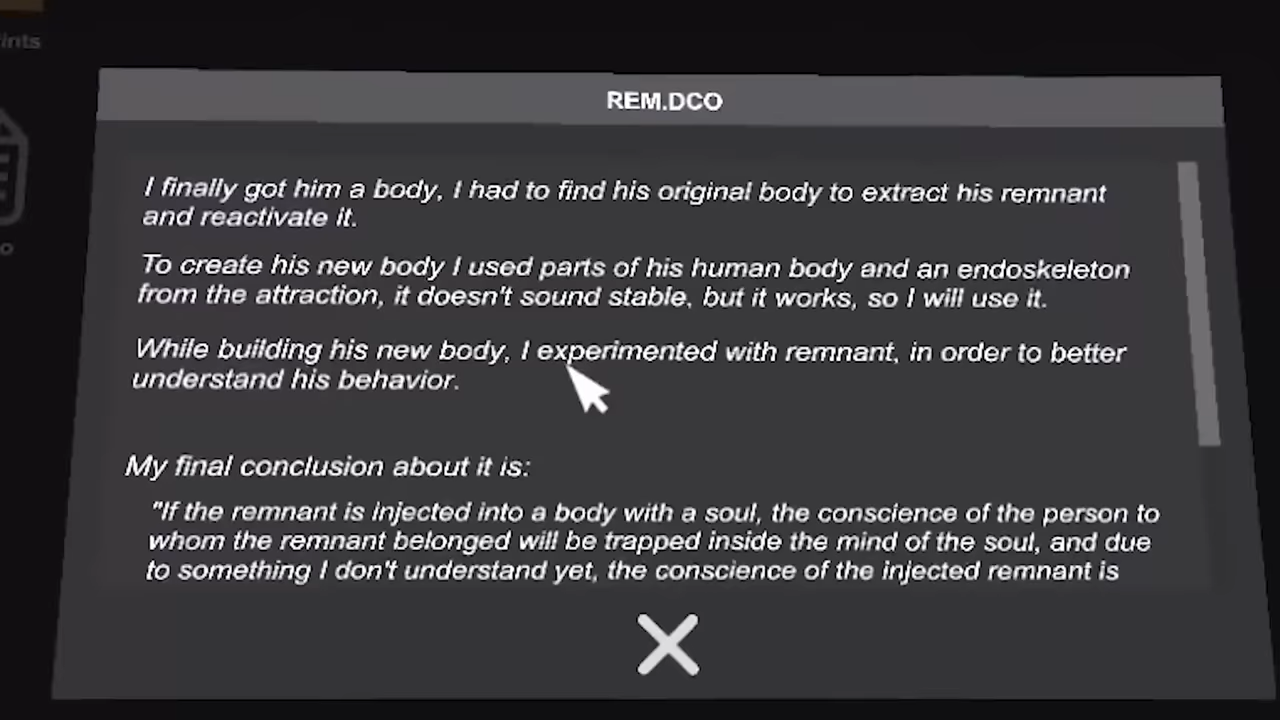 ints
REM.DCO
I finally got him a body, I had to find his original body to extract his remnant
and reactivate it.
To create his new body I used parts of his human body and an endoskeleton
from the attraction, it doesn't sound stable, but it works, so I will use it.
While building his new body, I experimented with remnant, in order to better
understand his behavior.
My final conclusion about it is:
"If the remnant is injected into a body with a soul, the conscience of the person to
whom the remnant belonged will be trapped inside the mind of the soul, and due
to something I don't understand yet, the conscience of the injected remnant is
o